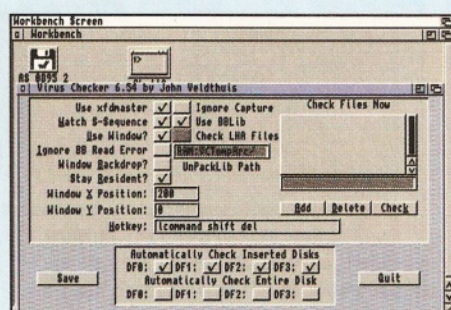 Workbench Screen
Workbench
AS 0895 2
Virus Checker 6.54 by John Veldthuis
Use xfdmaster Ignore Capture Check Files Now
Watch S-Sequence Use BBLib
Use Window? Check LHA Files
Ignore BB Read Error RAM:VCTempArc/
Window Backdrop? UnPackLib Path
Stay Resident?
Window X Position: 200
Window Y Position: 0 Add Delete Check
Hotkey: lcommand shift del
Automatically Check Inserted Disks
DF0: DF1: DF2: DF3:
Save Automatically Check Entire Disk Quit
DF0: DF1: DF2: DF3: